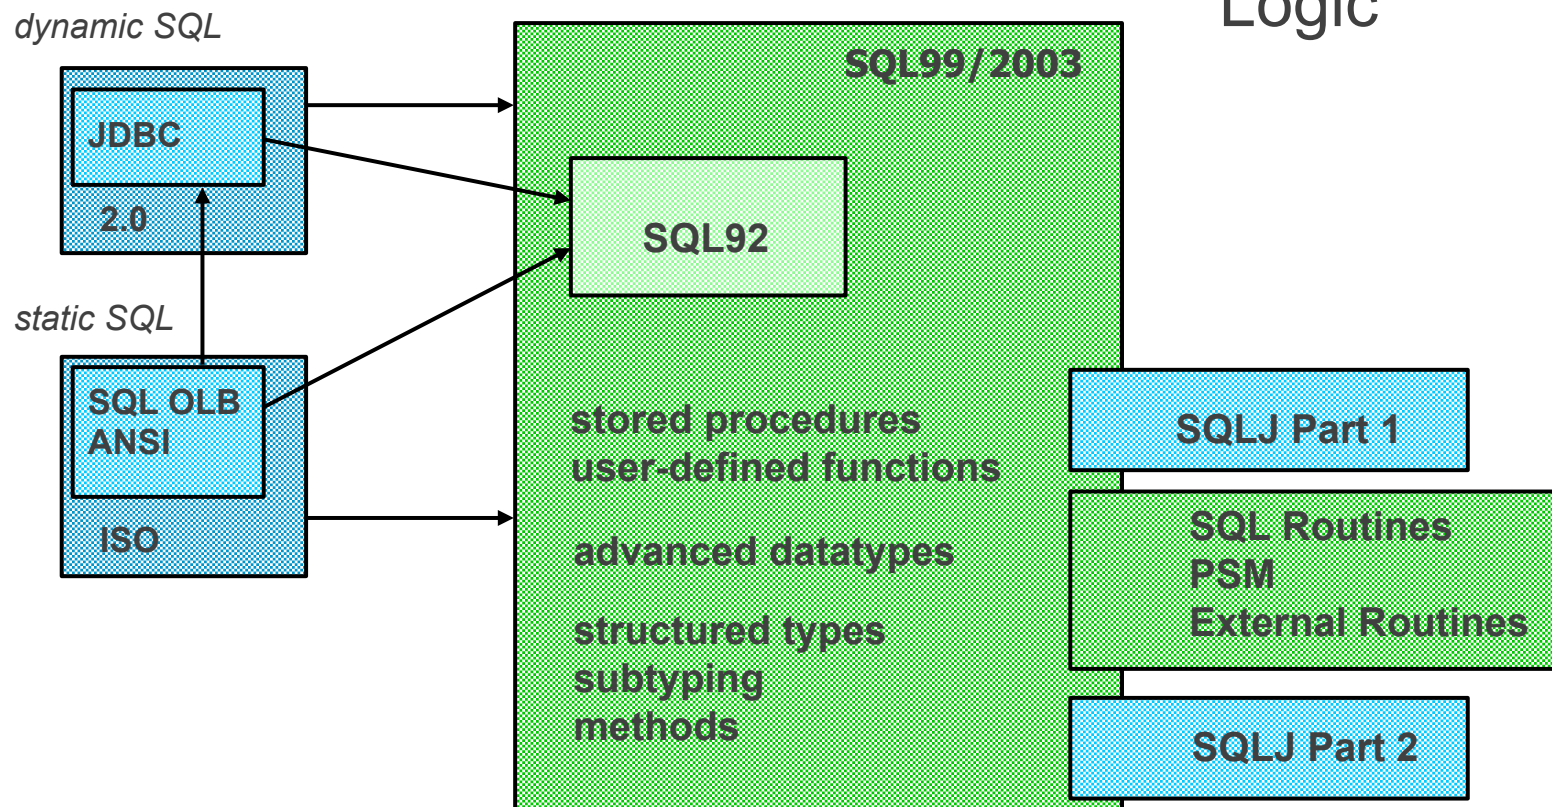 Logic
dynamic SQL
JDBC
2.0
static SQL
SQL OLB
ANSI
ISO
SQL99/2003
SQL92
stored procedures
user-defined functions
advanced datatypes
structured types
subtyping
methods
SQLJ Part 1
SQL Routines
PSM
External Routines
SQLJ Part 2